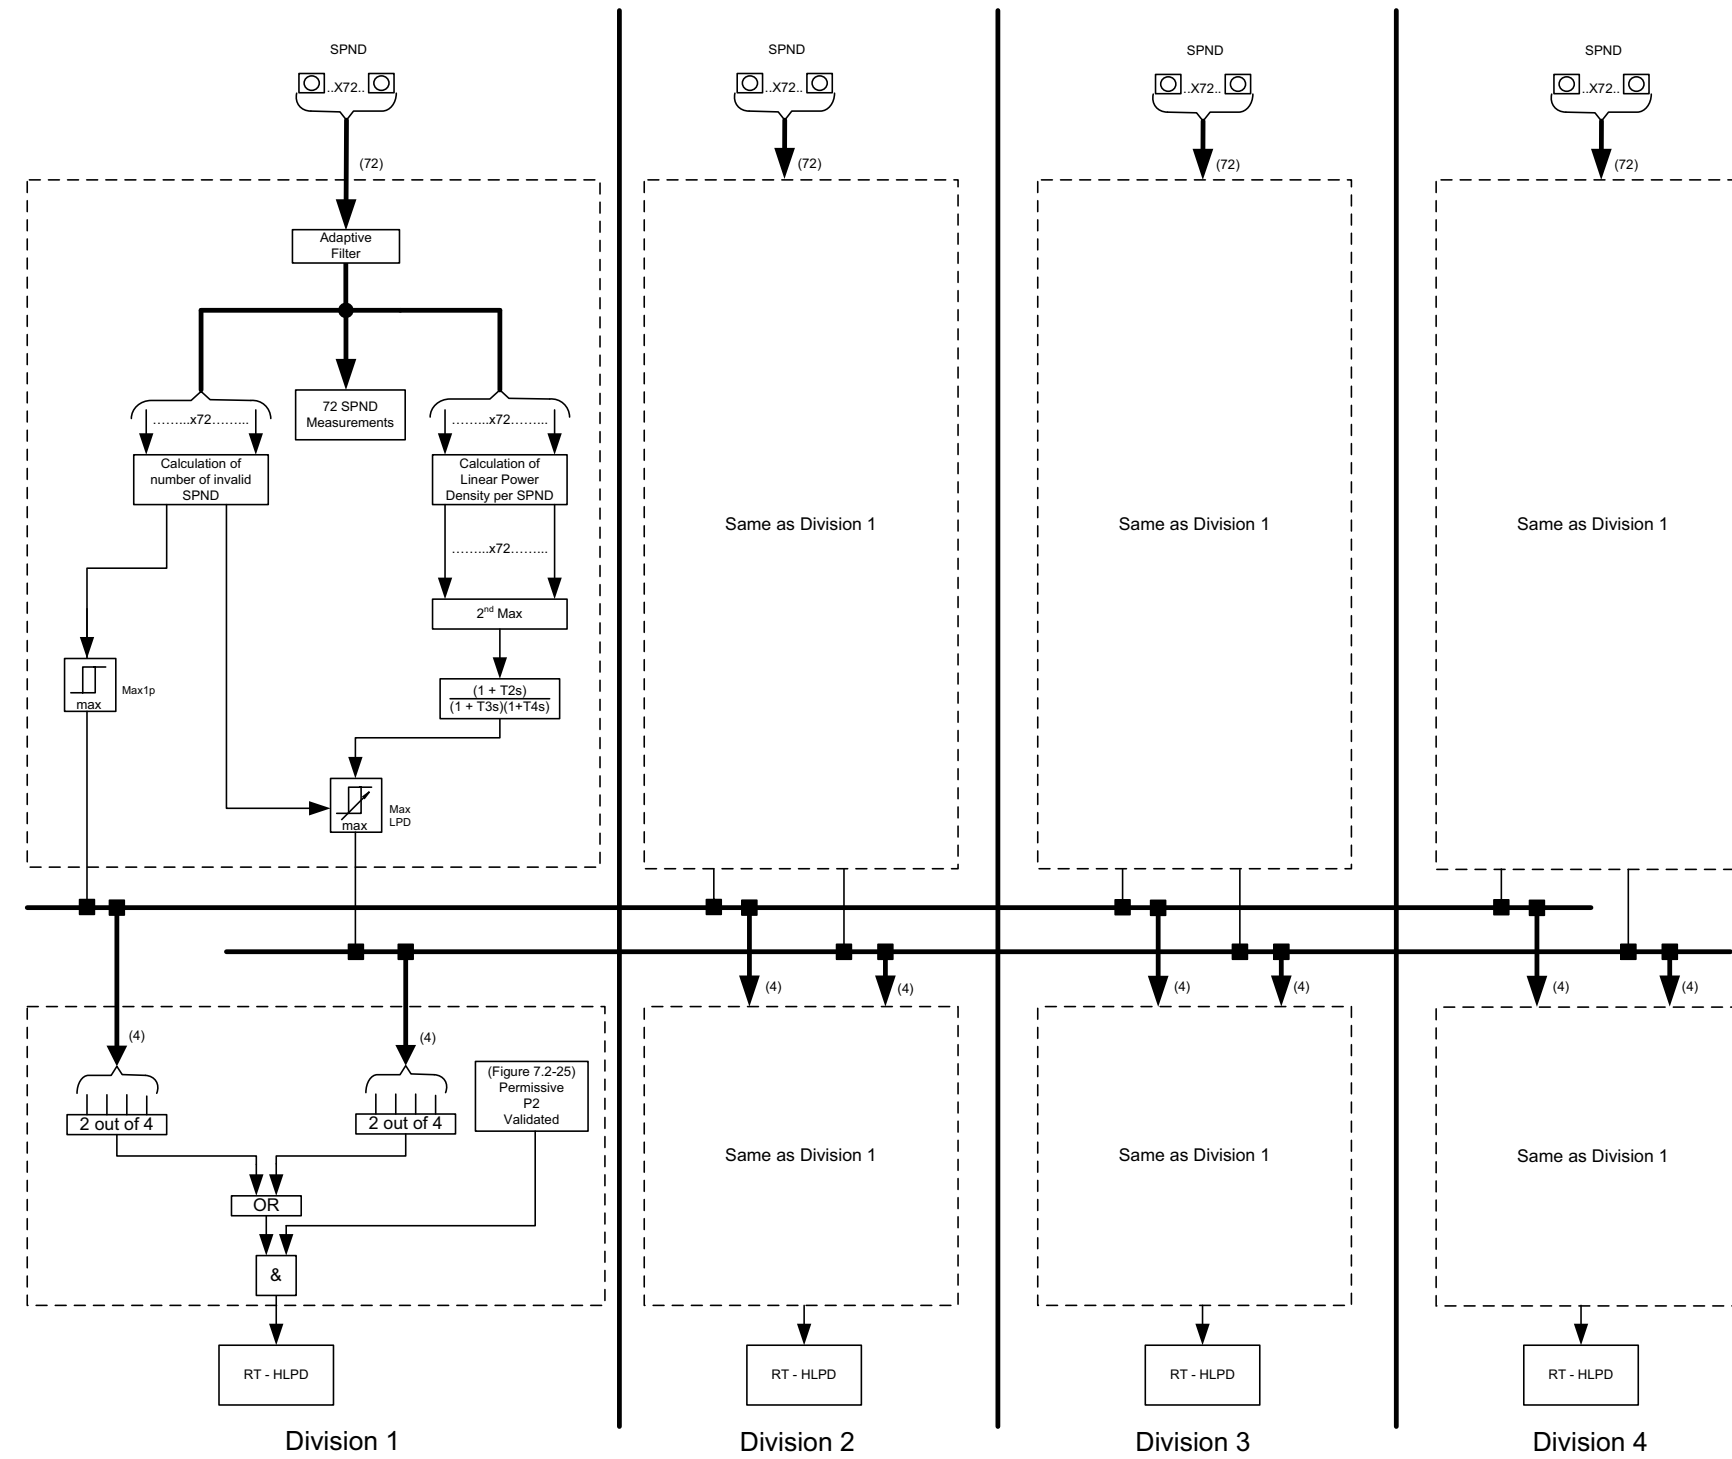 SPND
..X72..
(72)
Adaptive
Filter
72 SPND
Measurements
.........x72.........
.........x72.........
Calculation of
number of invalid
SPND
Calculation of
Linear Power
Density per SPND
.........x72.........
2nd Max
max
Max1p
(1 + T2s)
(1 + T3s)(1+T4s)
max
Max
LPD
(4)
(4)
2 out of 4
2 out of 4
(Figure 7.2-25)
Permissive
P2
Validated
OR
&
RT - HLPD
Division 1
SPND
..X72..
(72)
Same as Division 1
(4)
(4)
Same as Division 1
RT - HLPD
Division 2
SPND
..X72..
(72)
Same as Division 1
(4)
(4)
Same as Division 1
RT - HLPD
Division 3
SPND
..X72..
(72)
Same as Division 1
(4)
(4)
Same as Division 1
RT - HLPD
Division 4